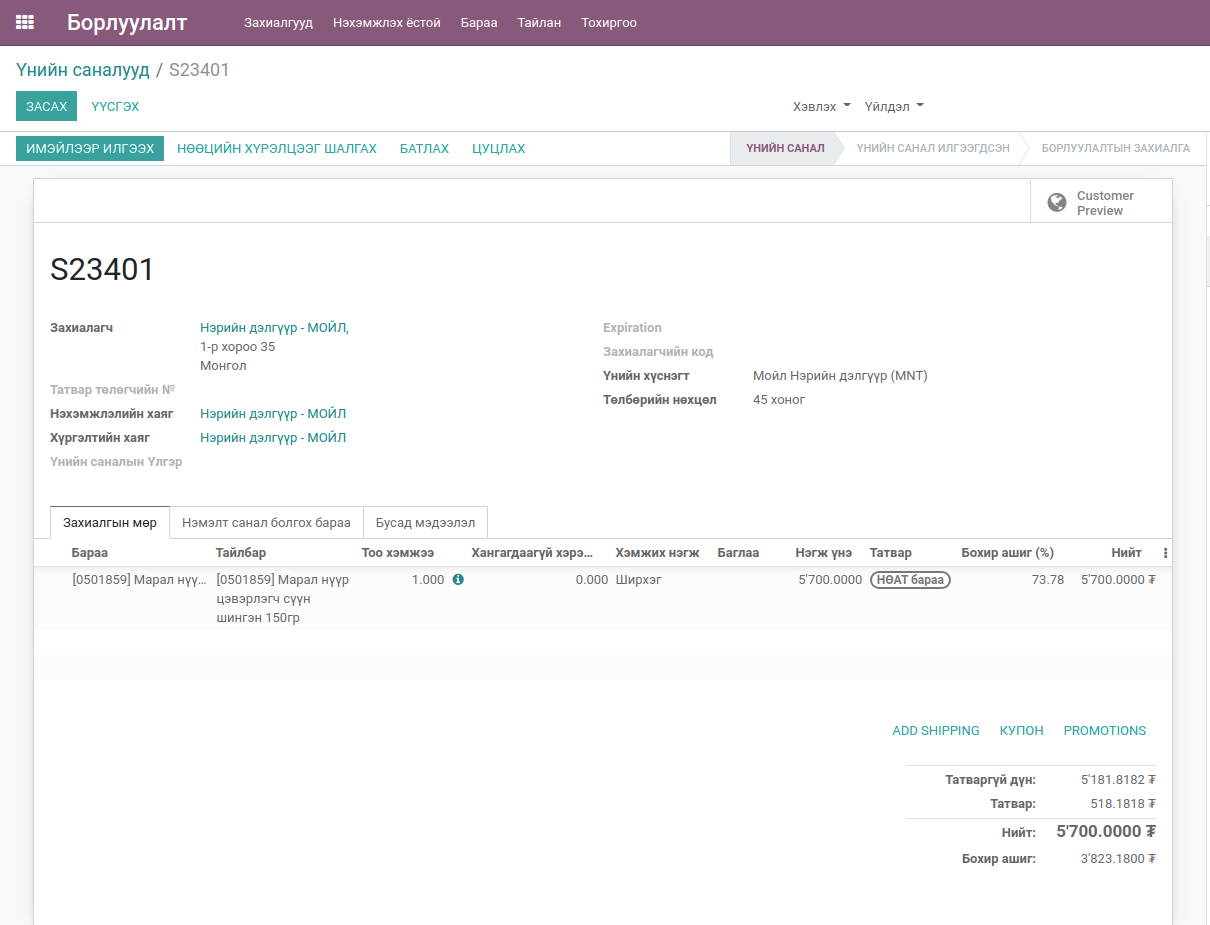 Борлуулалт Захиалгууд Нэхэмжлэх ёстой Бараа Тайлан Тохиргоо
Үнийн саналууд / S23401
ЗАСАХ ҮҮСГЭХ Хэвлэх Үйлдэл
ИМЭЙЛЭЭР ИЛГЭЭХ НӨӨЦИЙН ХҮРЭЛЦЭЭГ ШАЛГАХ БАТЛАХ ЦУЦЛАХ ҮНИЙН САНАЛ ҮНИЙН САНАЛ ИЛГЭЭГДСЭН БОРЛУУЛАЛТЫН ЗАХИАЛГА
Customer
Preview
S23401
Захиалагч Нэрийн дэлгүүр - МОЙЛ,
1-р хороо 35
Монгол
Татвар төлөгчийн №
Нэхэмжлэлийн хаяг Нэрийн дэлгүүр - МОЙЛ
Хүргэлтийн хаяг Нэрийн дэлгүүр - МОЙЛ
Үнийн саналын Үлгэр
Expiration
Захиалагчийн код
Үнийн хүснэгт Мойл Нэрийн дэлгүүр (MNT)
Төлбөрийн нөхцөл 45 хоног
Захиалгын мөр Нэмэлт санал болгох бараа Бусад мэдээлэл
Бараа Тайлбар Тоо хэмжээ Хангагдаагүй хэрэ... Хэмжих нэгж Баглаа Нэгж үнэ Татвар Бохир ашиг (%) Нийт
[0501859] Марал нүү... [0501859] Марал нүүр 1.000 0.000 Ширхэг 5'700.0000 НӨАТ бараа 73.78 5'700.0000 ₮
цэвэрлэгч сүүн
шингэн 150гр
ADD SHIPPING КУПОН PROMOTIONS
Татваргүй дүн: 5'181.8182 ₮
Татвар: 518.1818 ₮
Нийт: 5'700.0000 ₮
Бохир ашиг: 3'823.1800 ₮